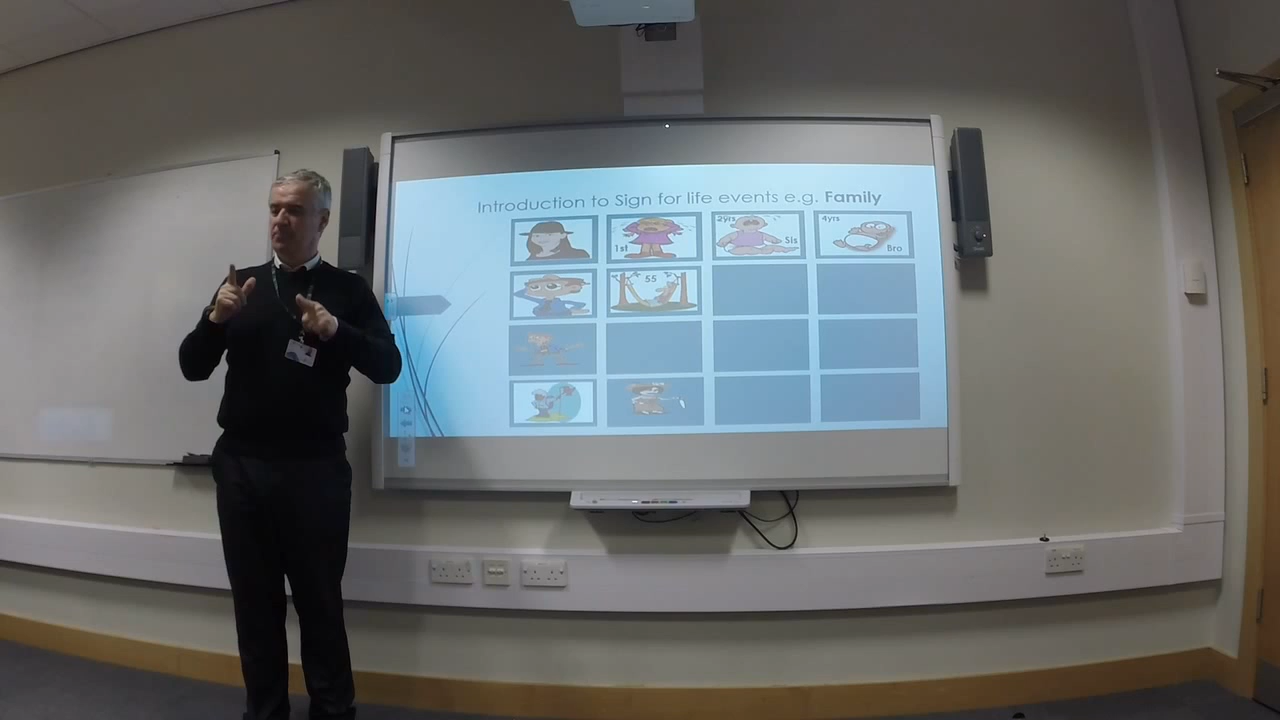 Introduction to Sign for life events e.g. Family
1st
2yrs
Sis
4yrs
Bro
55